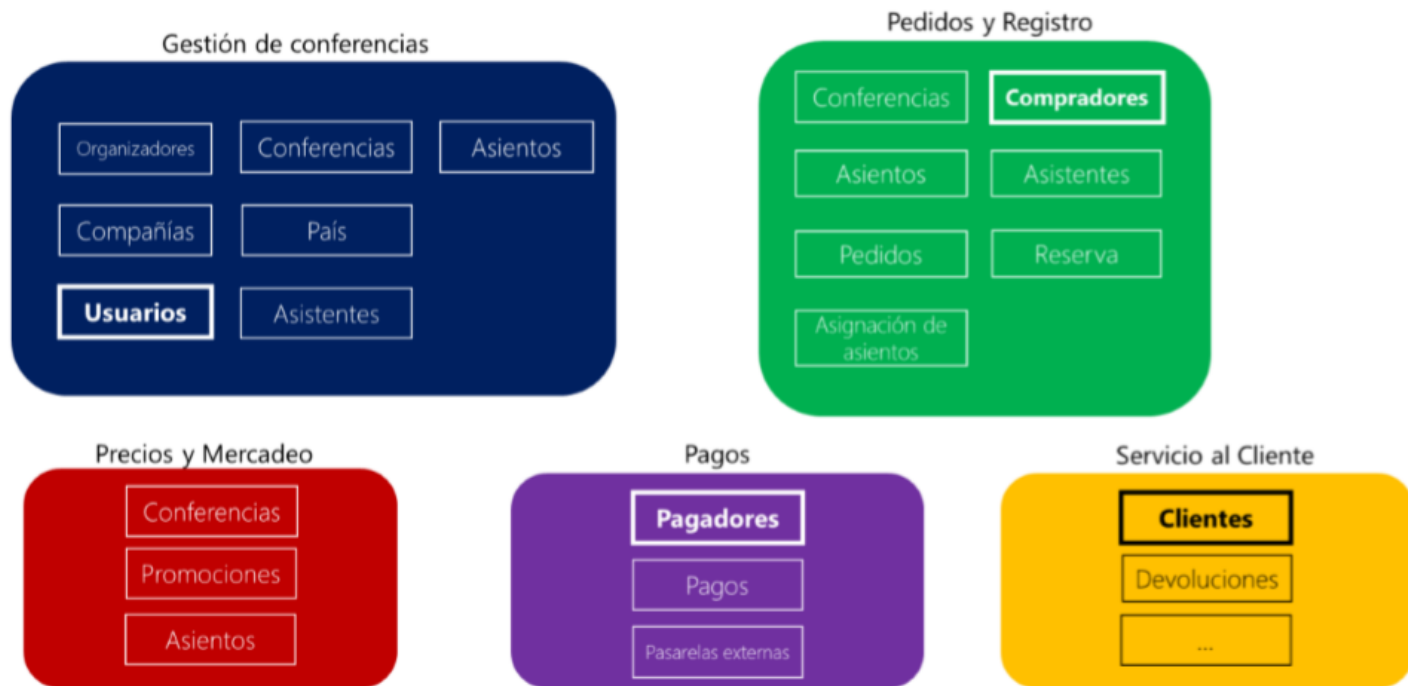 Gestión de conferencias
Organizadores
Conferencias
Asientos
Compañías
País
Usuarios
Asistentes
Pedidos y Registro
Conferencias
Compradores
Asientos
Asistentes
Pedidos
Reserva
Asignación de
asientos
Precios y Mercadeo
Conferencias
Promociones
Asientos
Pagos
Pagadores
Pagos
Pasarelas externas
Servicio al Cliente
Clientes
Devoluciones
...